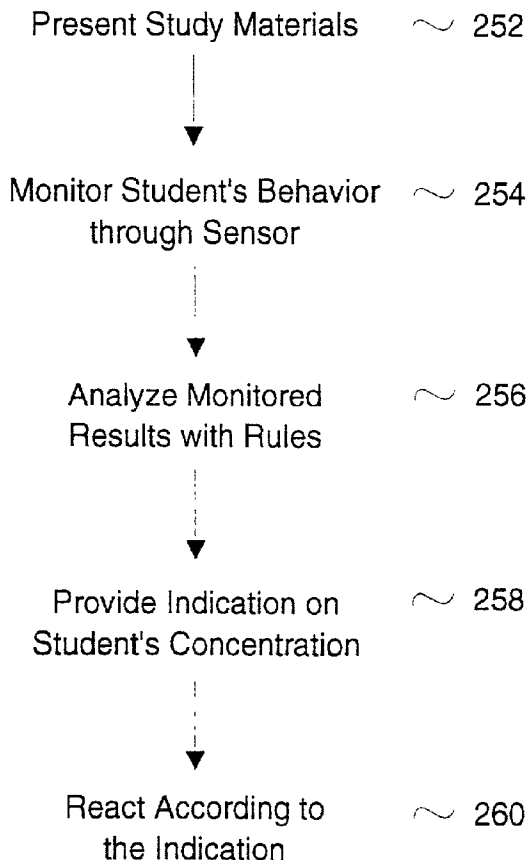 Present Study Materials 252
Monitor Student's Behavior 254
through Sensor
Analyze Monitored 256
Results with Rules
Provide Indication on 258
Student's Concentration
React According to 260
the Indication